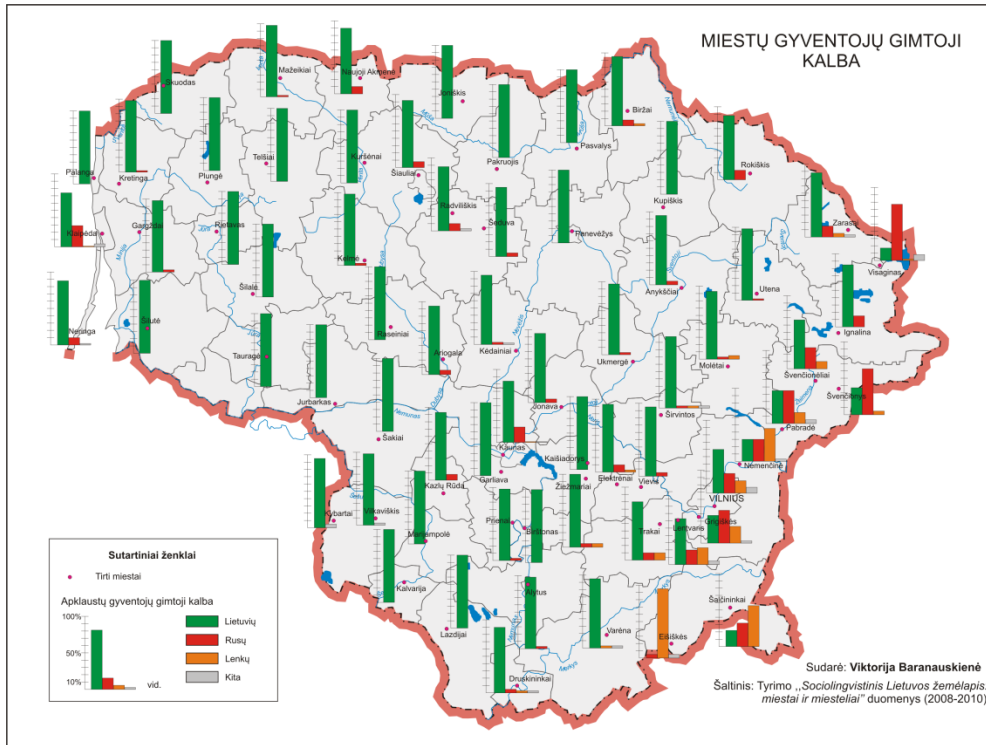 MIESTŲ GYVENTOJŲ GIMTOJI
KALBA
Skuodas
Mažeikiai
Naujoji Akmenė
Joniškis
Biržai
Palanga
Kretinga
Plungė
Telšiai
Kuršėnai
Šiauliai
Pakruojis
Pasvalys
Rokiškis
Kupiškis
Klaipėda
Gargždai
Rietavas
Radviliškis
Šeduva
Panevėžys
Zarasai
Visaginas
Kelmė
Šilalė
Anykščiai
Utena
Neringa
Šilutė
Tauragė
Raseiniai
Ariogala
Kėdainiai
Ukmergė
Molėtai
Ignalina
Švenčionėliai
Švenčionys
Jurbarkas
Šakiai
Jonava
Širvintos
Pabradė
Nemenčinė
Kaunas
Garliava
Kaišiadorys
Žiežmariai
Elektrėnai
Vievis
VILNIUS
Grigiškės
Lentvaris
Trakai
Kazlų Rūda
Kybartai
Vilkaviškis
Marijampolė
Prienai
Birštonas
Kalvarija
Alytus
Lazdijai
Varėna
Eišiškės
Šalčininkai
Druskininkai
Nemunas
Merkys
Sutartiniai ženklai
Tirti miestai
Apklaustų gyventojų gimtoji kalba
100%
50%
10%
vid.
Lietuvių
Rusų
Lenkų
Kita
Sudarė: Viktorija Baranauskienė
Šaltinis: Tyrimo ,,Sociolingvistinis Lietuvos žemėlapis:
miestai ir miesteliai" duomenys (2008-2010)